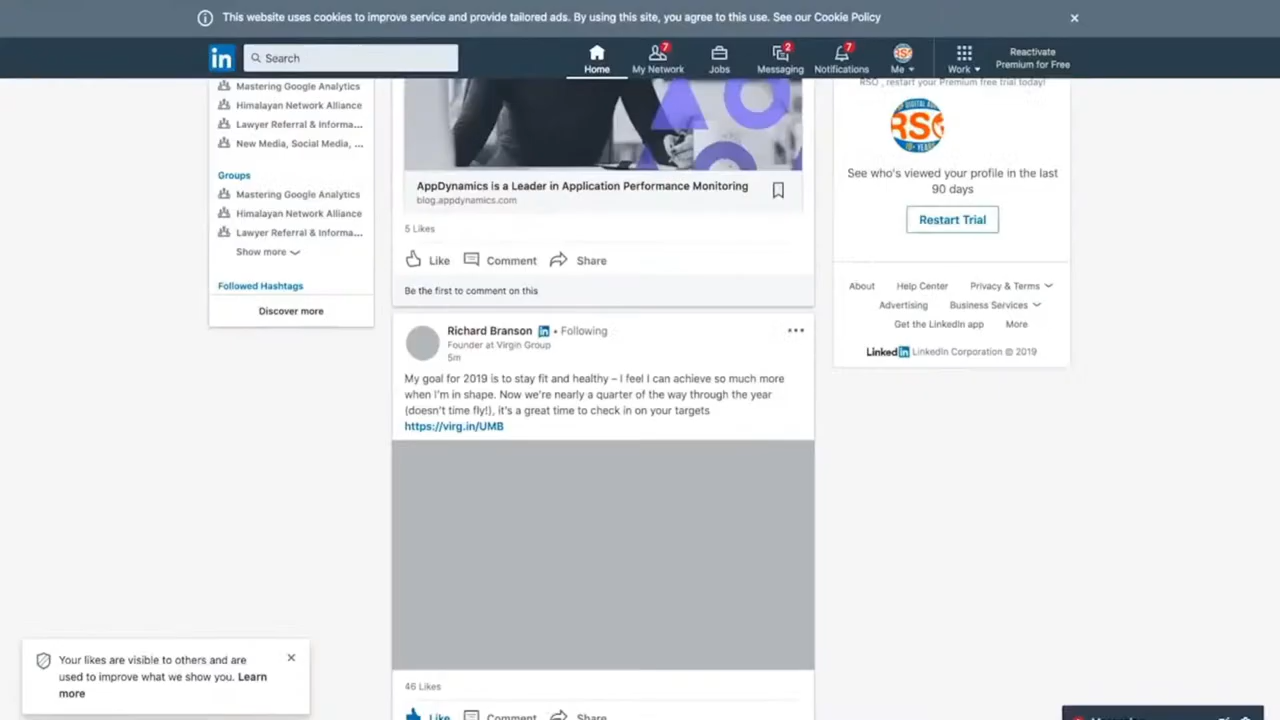 This website uses cookies to improve service and provide tailored ads. By using this site, you agree to this use. See our Cookie Policy
in
Search
Home
7
My Network
Jobs
2
Messaging
7
Notifications
Me
Work
Reactivate
Premium for Free
Mastering Google Analytics
Himalayan Network Alliance
Lawyer Referral & Informa...
New Media, Social Media, ...
Groups
Mastering Google Analytics
Himalayan Network Alliance
Lawyer Referral & Informa...
Show more
Followed Hashtags
Discover more
AppDynamics is a Leader in Application Performance Monitoring
blog.appdynamics.com
5 Likes
Like Comment Share
Be the first to comment on this
Richard Branson in • Following
Founder at Virgin Group
5m
My goal for 2019 is to stay fit and healthy – I feel I can achieve so much more
when I'm in shape. Now we're nearly a quarter of the way through the year
(doesn't time fly!), it's a great time to check in on your targets
https://virg.in/UMB
46 Likes
Like Comment Share
RSO , restart your Premium free trial today!
RSO
10+ YEARS
See who's viewed your profile in the last
90 days
Restart Trial
About Help Center Privacy & Terms
Advertising Business Services
Get the LinkedIn app More
Linkedin LinkedIn Corporation © 2019
Your likes are visible to others and are
used to improve what we show you. Learn
more